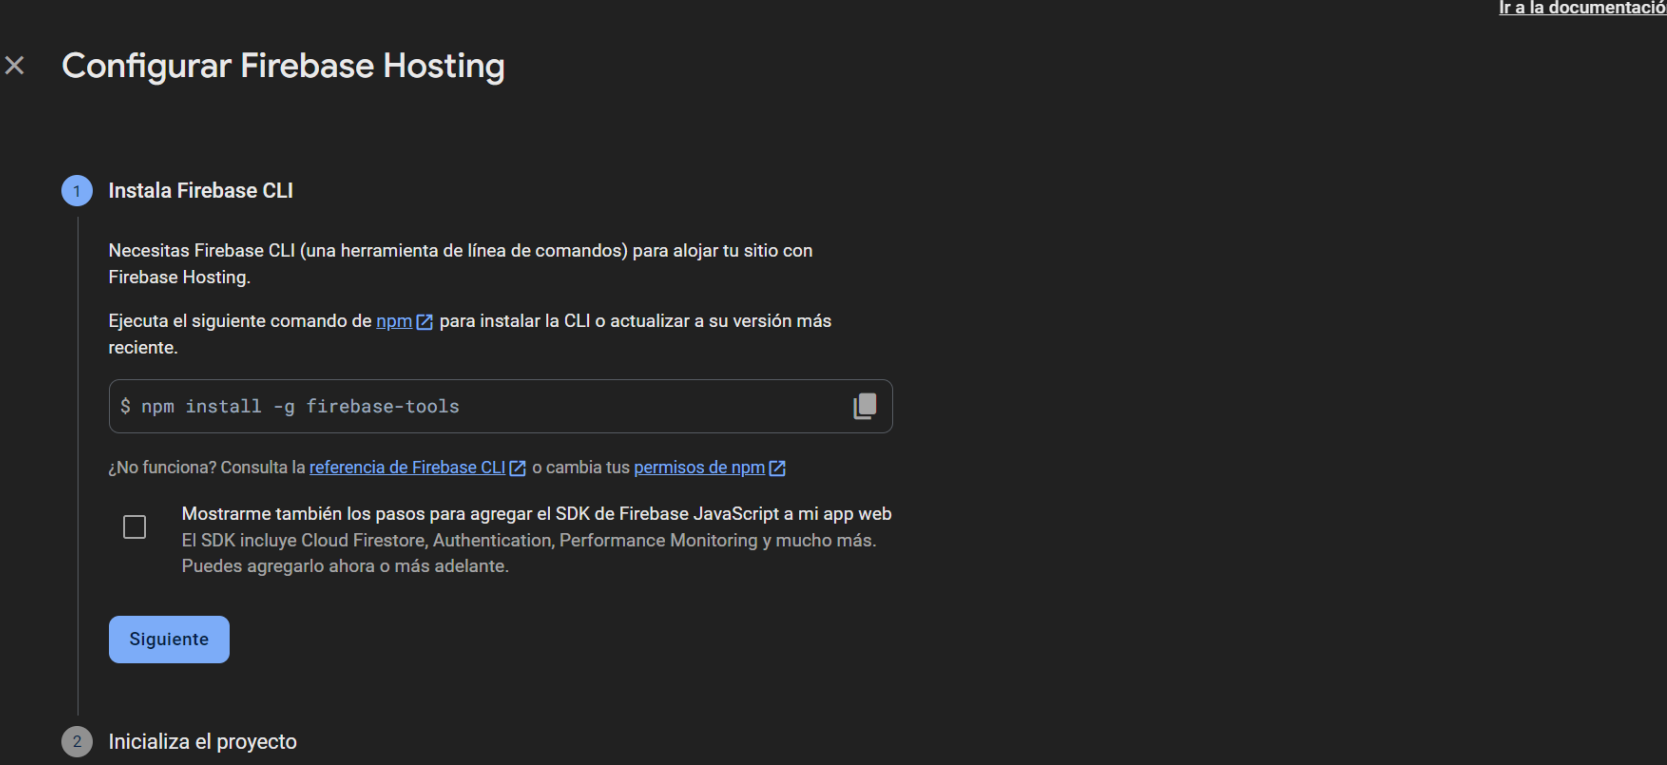 Ir a la documentació
Configurar Firebase Hosting
1 Instala Firebase CLI
Necesitas Firebase CLI (una herramienta de línea de comandos) para alojar tu sitio con
Firebase Hosting.
Ejecuta el siguiente comando de npm para instalar la CLI o actualizar a su versión más
reciente.
$ npm install -g firebase-tools
¿No funciona? Consulta la referencia de Firebase CLI o cambia tus permisos de npm
Mostrarme también los pasos para agregar el SDK de Firebase JavaScript a mi app web
El SDK incluye Cloud Firestore, Authentication, Performance Monitoring y mucho más.
Puedes agregarlo ahora o más adelante.
Siguiente
2 Inicializa el proyecto